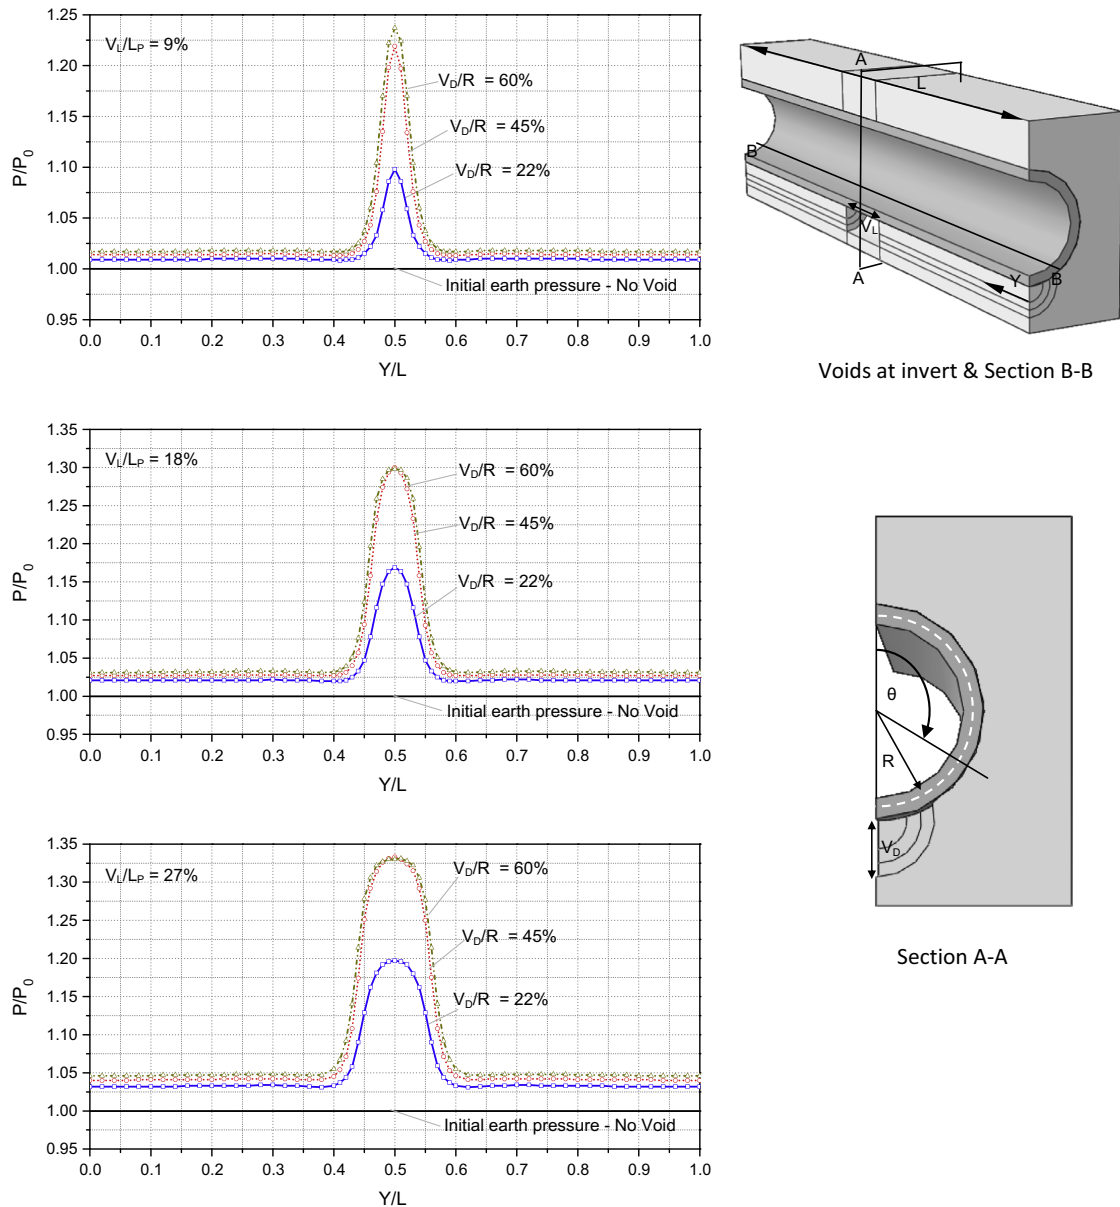 1.25
V_L/L_P = 9%
1.20
V_D/R = 60%
1.15
V_D/R = 45%
P/P_0
1.10
V_D/R = 22%
1.05
1.00
Initial earth pressure - No Void
0.95
0.0 0.1 0.2 0.3 0.4 0.5 0.6 0.7 0.8 0.9 1.0
Y/L
A
L
B
V_L
A
Y
B
Voids at invert & Section B-B
1.35
V_L/L_P = 18%
1.30
V_D/R = 60%
1.25
V_D/R = 45%
1.20
P/P_0
1.15
V_D/R = 22%
1.10
1.05
1.00
Initial earth pressure - No Void
0.95
0.0 0.1 0.2 0.3 0.4 0.5 0.6 0.7 0.8 0.9 1.0
Y/L
θ
R
V_D
Section A-A
1.35
V_L/L_P = 27%
1.30
V_D/R = 60%
1.25
V_D/R = 45%
1.20
P/P_0
1.15
V_D/R = 22%
1.10
1.05
1.00
Initial earth pressure - No Void
0.95
0.0 0.1 0.2 0.3 0.4 0.5 0.6 0.7 0.8 0.9 1.0
Y/L